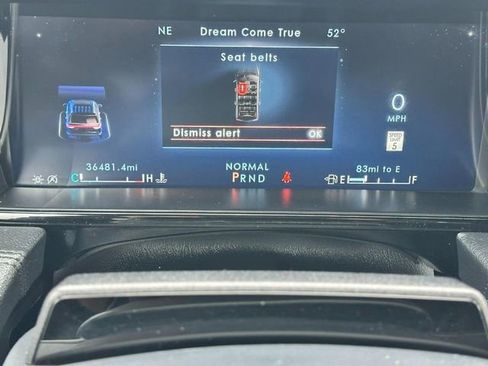 NE Dream Come True 52°
Seat belts
Dismiss alert OK
0
MPH
SPEED
LIMIT
5
36481.4mi NORMAL 83mi to E
C H PRND E F